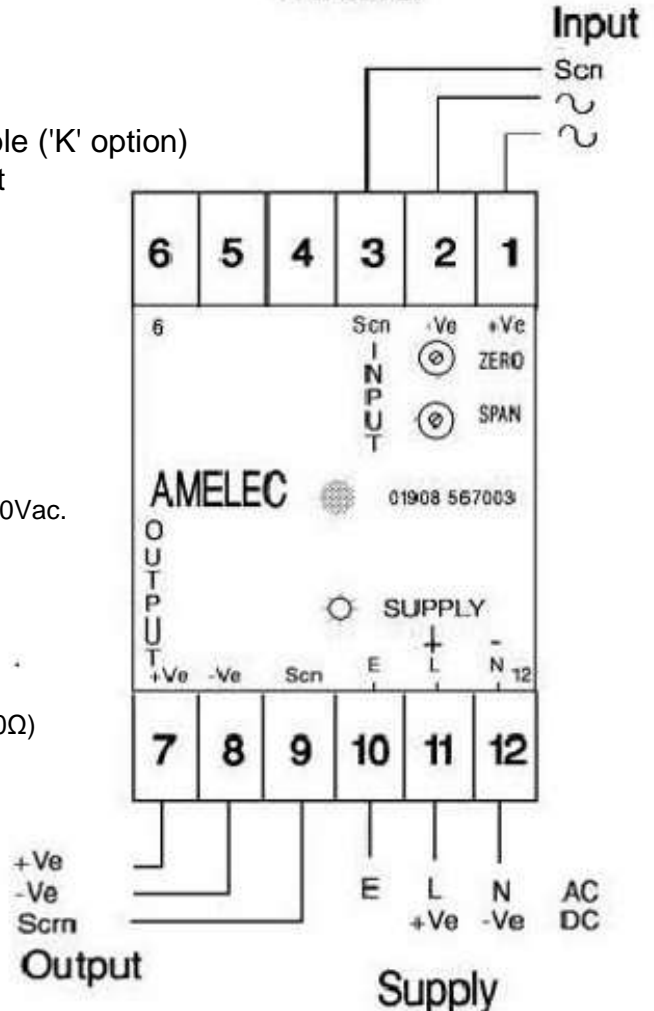 Input
Scn
ole ('K' option)
t
6 5 4 3 2 1
6 Scn -Ve +Ve
INPUT
ZERO
SPAN
AMELEC 01908 567003
0Vac.
OUTPUT
SUPPLY
+ -
+Ve -Ve Scn E L N 12
0Ω)
7 8 9 10 11 12
+Ve
-Ve
Scrn
Output
E L N AC
+Ve -Ve DC
Supply